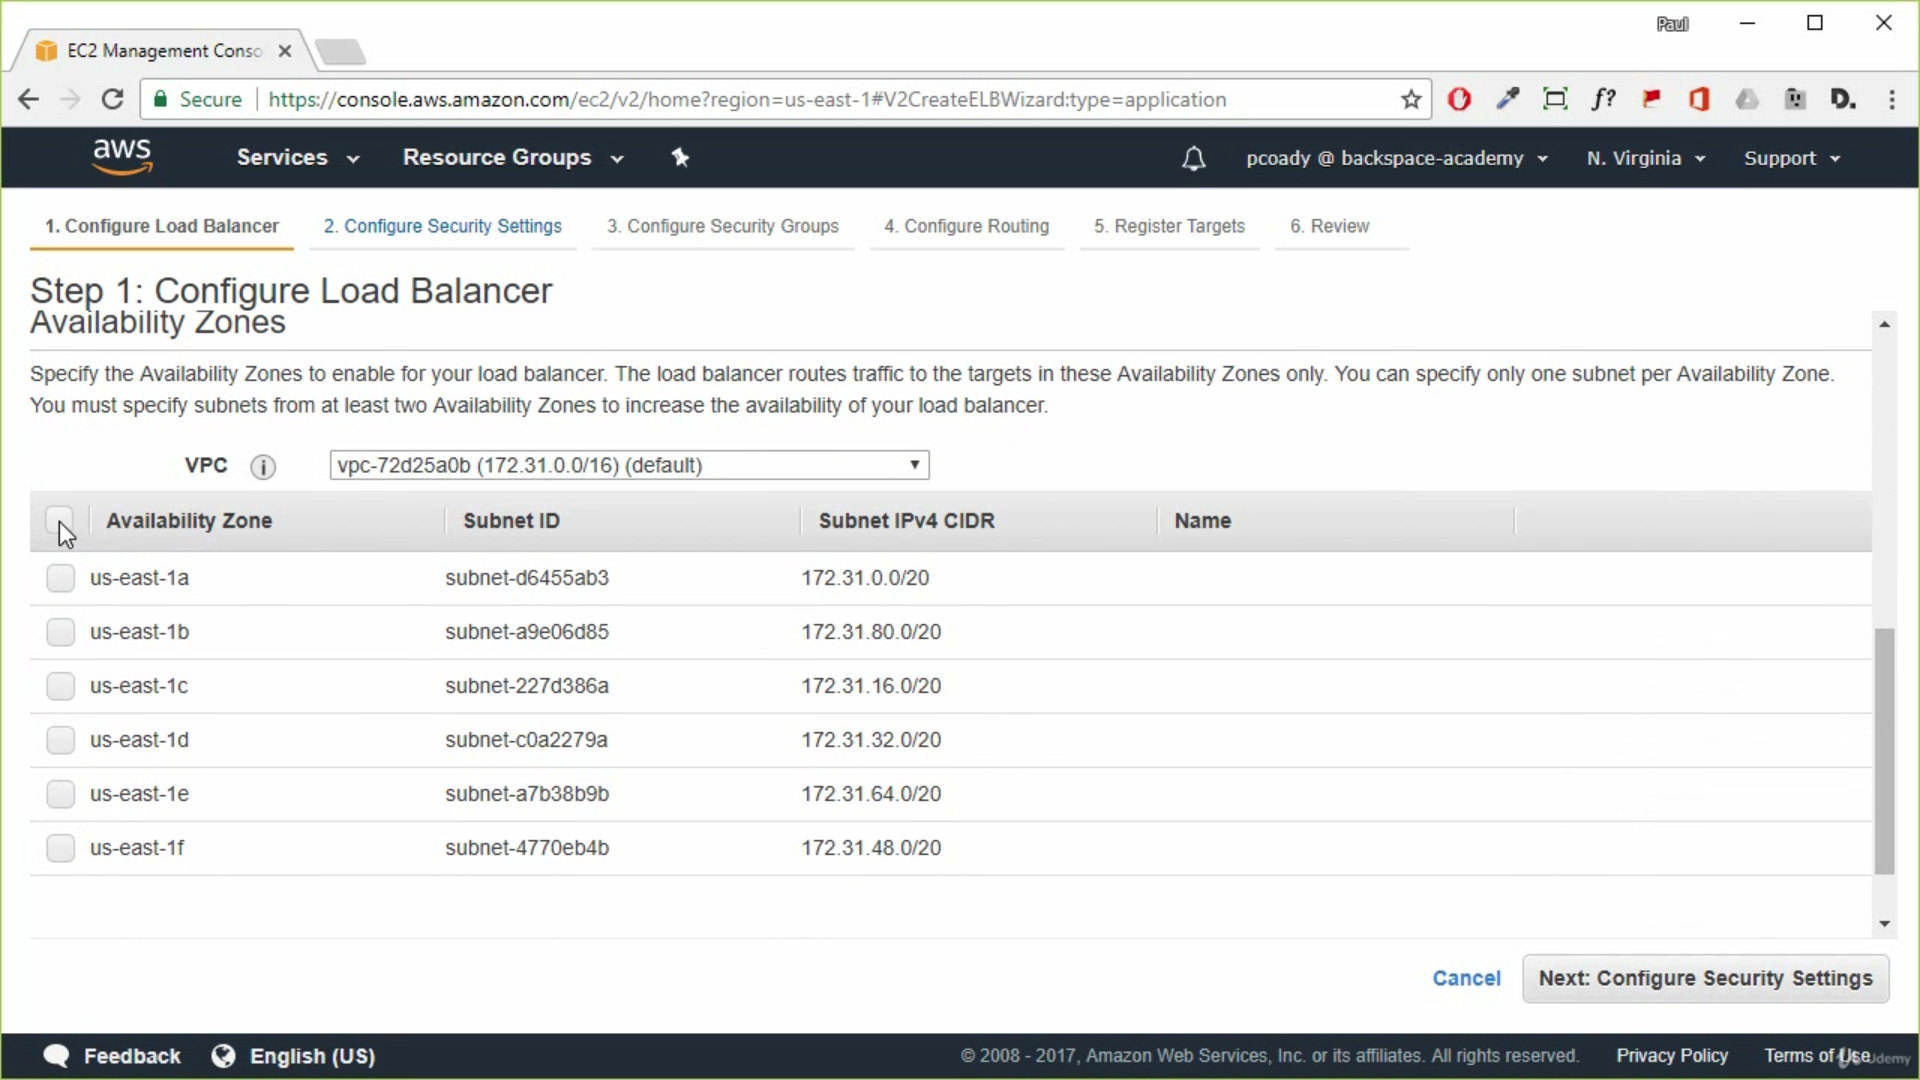 Paul
EC2 Management Conso
Secure
https://console.aws.amazon.com/ec2/v2/home?region=us-east-1#V2CreateELBWizard:type=application
f?
D.
aws
Services
Resource Groups
pcoady @ backspace-academy
N. Virginia
Support
1. Configure Load Balancer
2. Configure Security Settings
3. Configure Security Groups
4. Configure Routing
5. Register Targets
6. Review
Step 1: Configure Load Balancer
Availability Zones
Specify the Availability Zones to enable for your load balancer. The load balancer routes traffic to the targets in these Availability Zones only. You can specify only one subnet per Availability Zone.
You must specify subnets from at least two Availability Zones to increase the availability of your load balancer.
VPC i vpc-72d25a0b (172.31.0.0/16) (default)
Availability Zone Subnet ID Subnet IPv4 CIDR Name
us-east-1a subnet-d6455ab3 172.31.0.0/20
us-east-1b subnet-a9e06d85 172.31.80.0/20
us-east-1c subnet-227d386a 172.31.16.0/20
us-east-1d subnet-c0a2279a 172.31.32.0/20
us-east-1e subnet-a7b38b9b 172.31.64.0/20
us-east-1f subnet-4770eb4b 172.31.48.0/20
Cancel
Next: Configure Security Settings
Feedback
English (US)
© 2008 - 2017, Amazon Web Services, Inc. or its affiliates. All rights reserved.
Privacy Policy
Terms of Use
Udemy